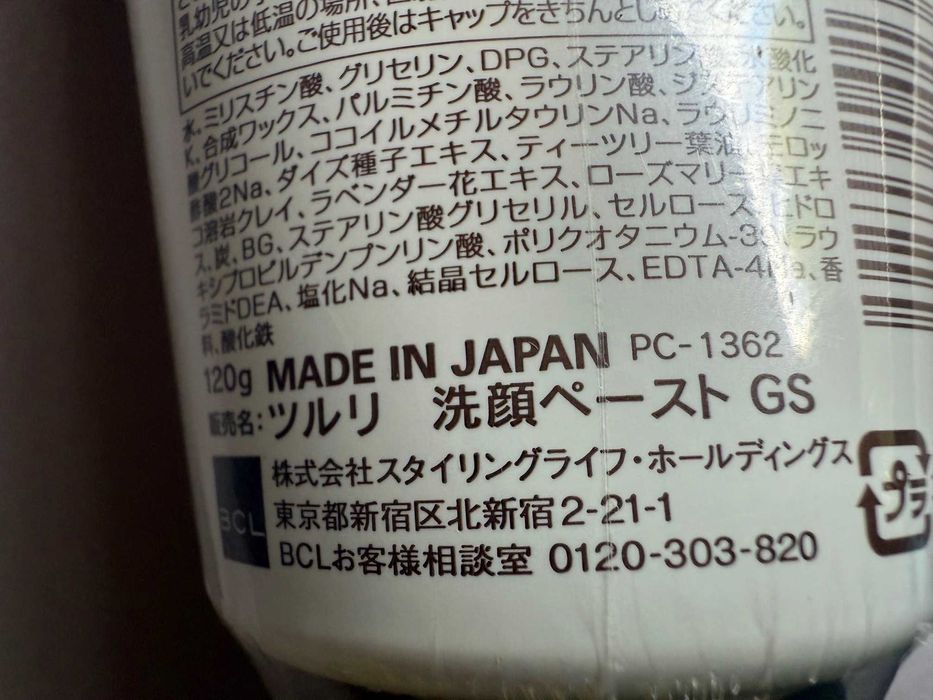 乳幼児の手
高温又は低温の場所、
いでください。ご使用後はキャップをきちんとし
水、ミリスチン酸、グリセリン、DPG、ステアリン酸、水酸化
K、合成ワックス、パルミチン酸、ラウリン酸、ジステアリン
酸グリコール、ココイルメチルタウリンNa、ラウリミノ二
酢酸2Na、ダイズ種子エキス、ティーツリー葉油、モロッ
コ溶岩クレイ、ラベンダー花エキス、ローズマリー葉エキ
ス、炭、BG、ステアリン酸グリセリル、セルロース、ヒドロ
キシプロピルデンプンリン酸、ポリクオタニウム-39、ラウ
ラミドDEA、塩化Na、結晶セルロース、EDTA-4Na、香
料、酸化鉄
120g MADE IN JAPAN PC-1362
販売名:ツルリ 洗顔ペースト GS
BCL 株式会社スタイリングライフ・ホールディングス
東京都新宿区北新宿2-21-1
BCLお客様相談室 0120-303-820
プラ